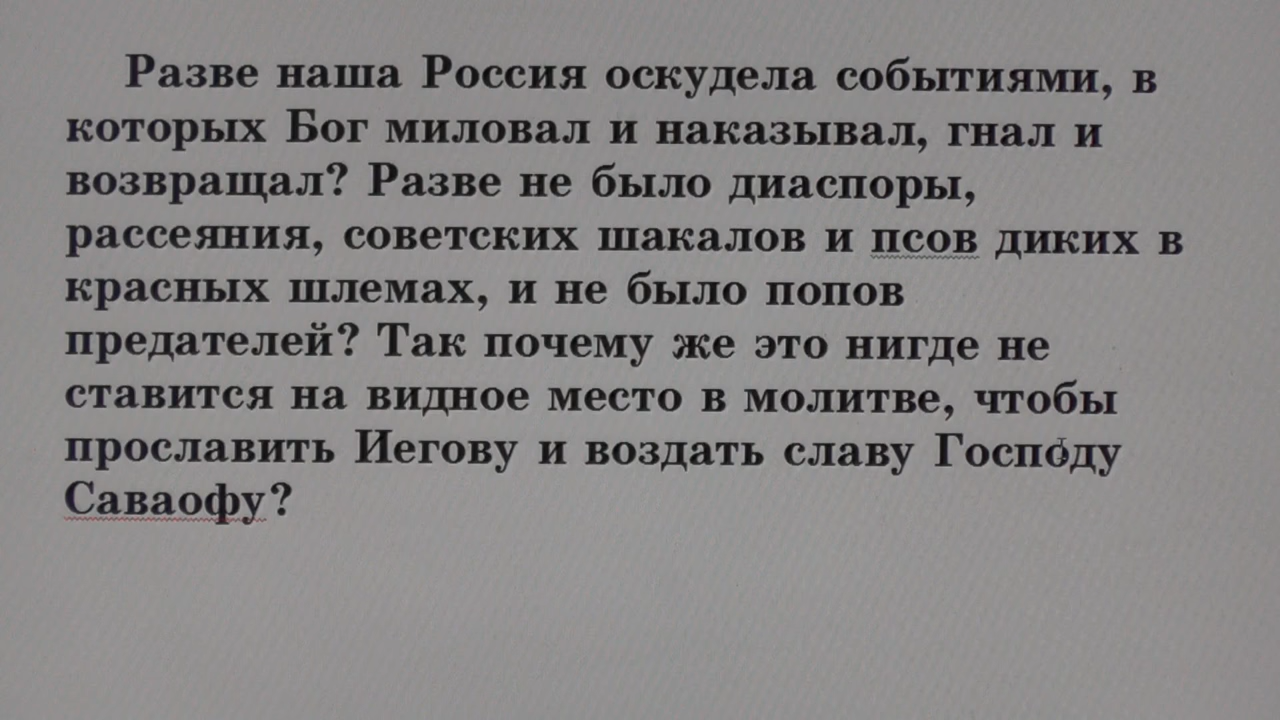 Разве наша Россия оскудела событиями, в
которых Бог миловал и наказывал, гнал и
возвращал? Разве не было диаспоры,
рассеяния, советских шакалов и псов диких в
красных шлемах, и не было попов
предателей? Так почему же это нигде не
ставится на видное место в молитве, чтобы
прославить Иегову и воздать славу Господу
Саваофу?